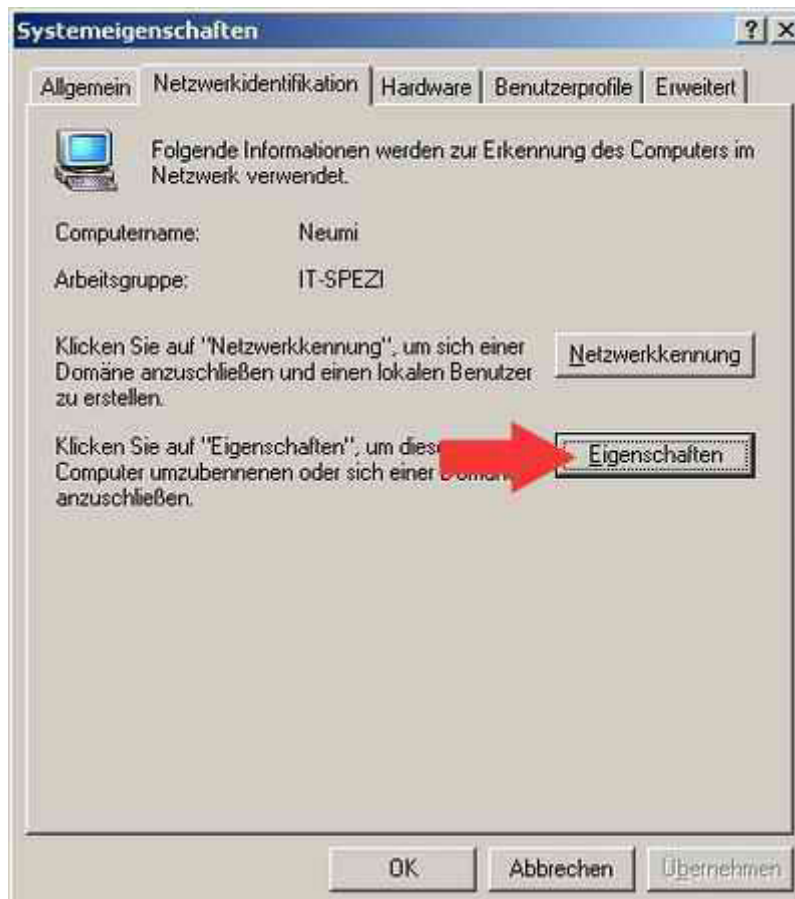 Systemeigenschaften
Allgemein Netzwerkidentifikation Hardware Benutzerprofile Erweitert
Folgende Informationen werden zur Erkennung des Computers im
Netzwerk verwendet.
Computername: Neumi
Arbeitsgruppe: IT-SPEZI
Klicken Sie auf "Netzwerkkennung", um sich einer
Domäne anzuschließen und einen lokalen Benutzer
zu erstellen.
Netzwerkkennung
Klicken Sie auf "Eigenschaften", um
Computer umzubennenen oder sich einer
anzuschließen.
Eigenschaften
OK Abbrechen Übernehmen